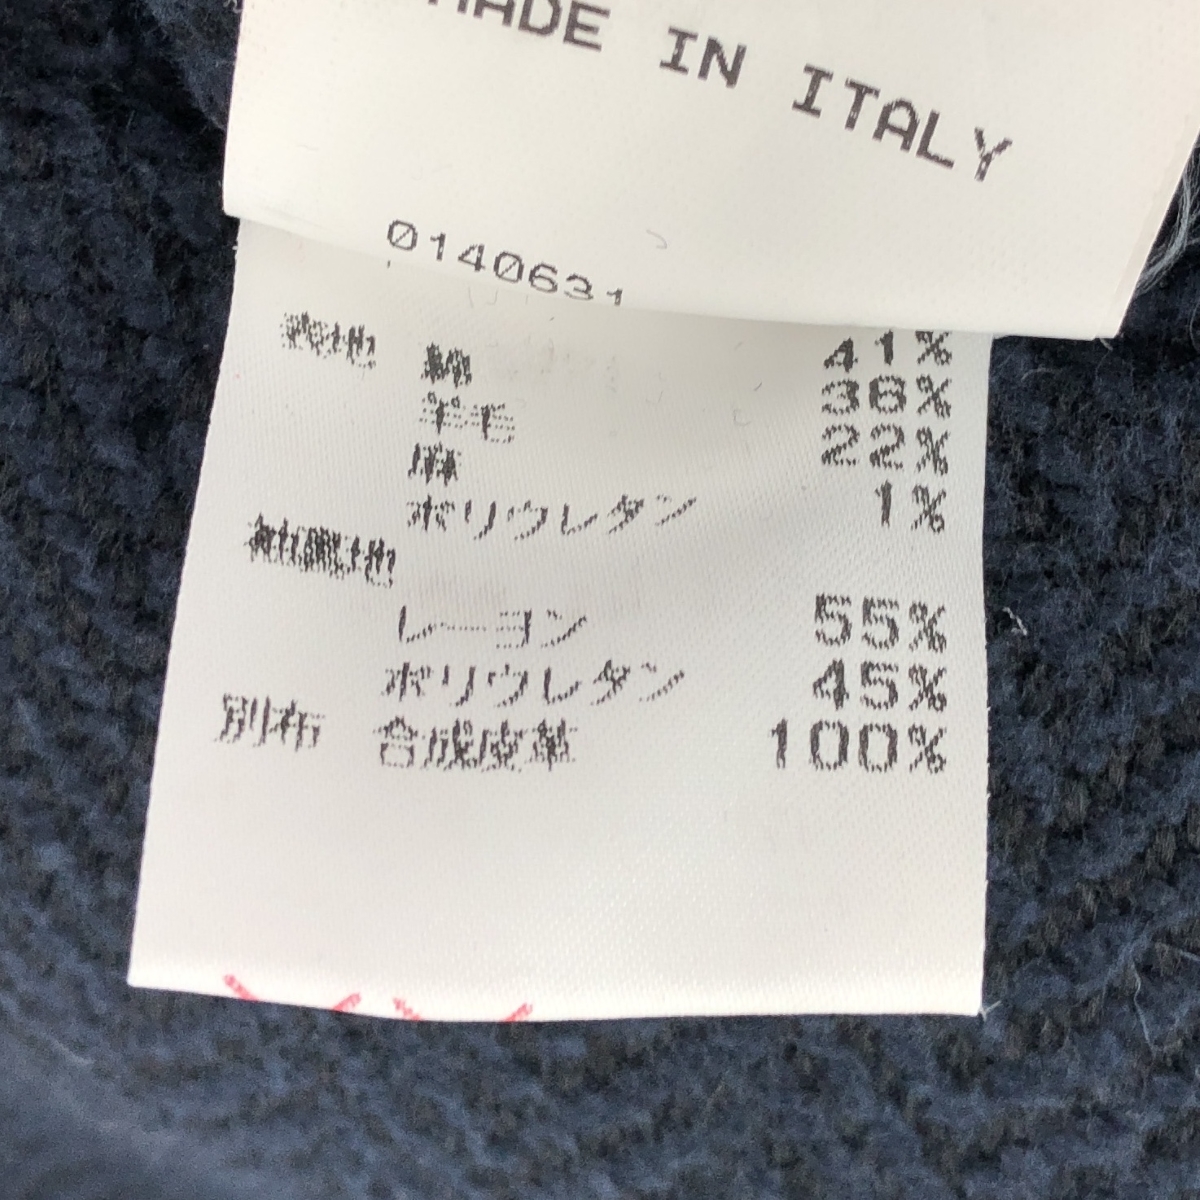 MADE IN ITALY
0140631
表地 綿 41%
羊毛 36%
麻 22%
ポリウレタン 1%
付属地
レーヨン 55%
ポリウレタン 45%
別布 合成皮革 100%